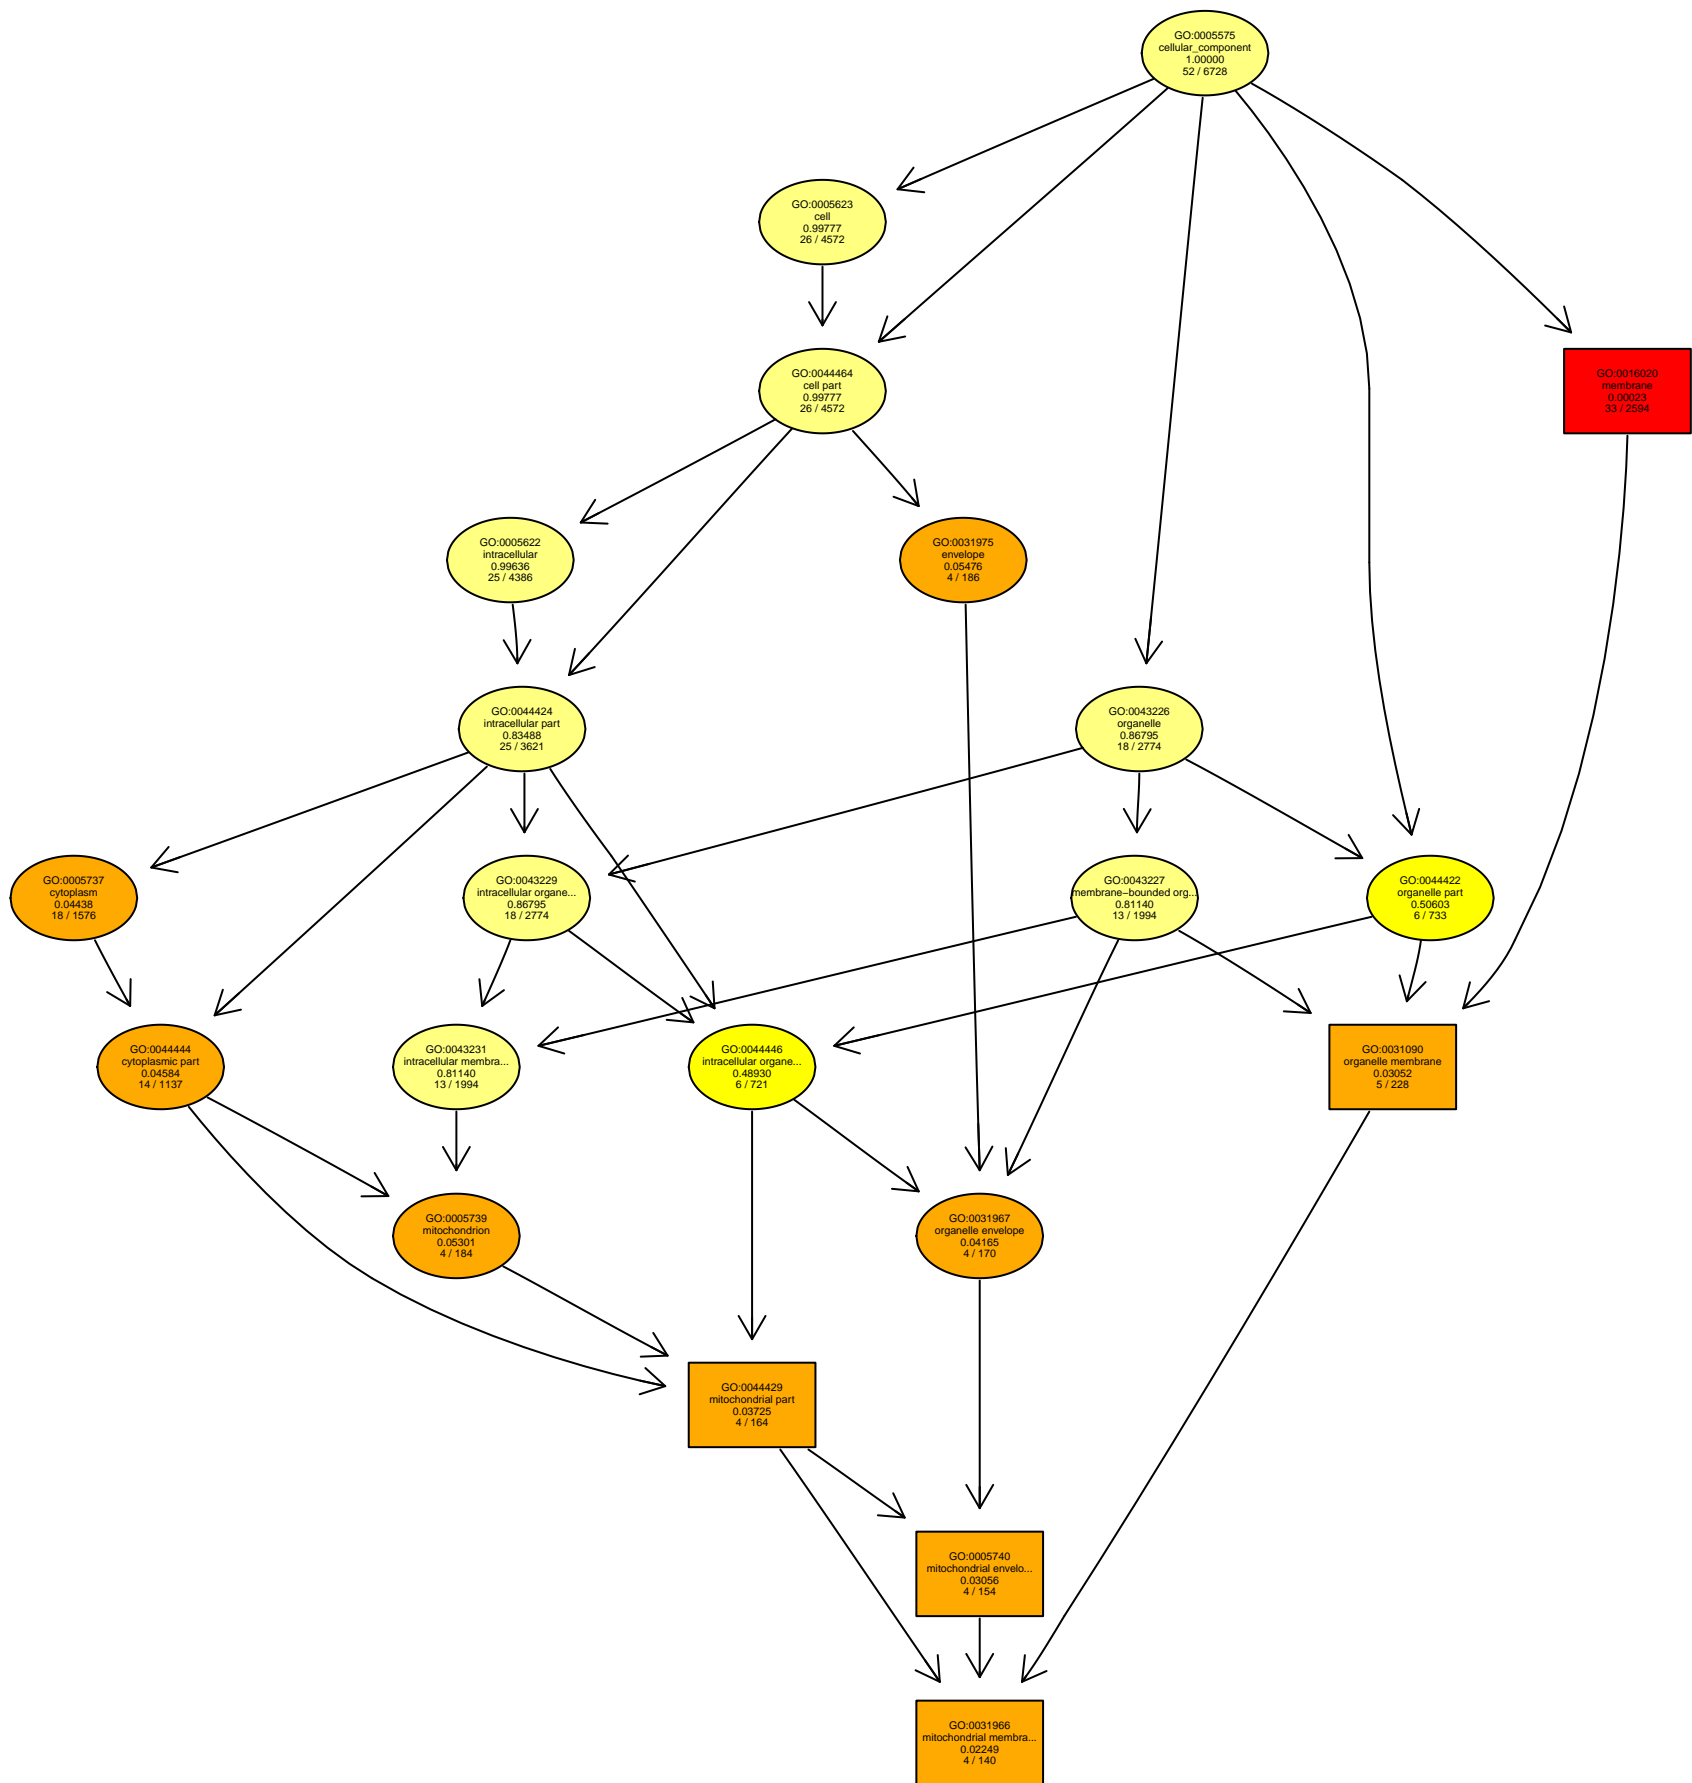 GO:0005575
cellular_component
1.00000
52 / 6728
GO:0005623
cell
0.99777
26 / 4572
GO:0044464
cell part
0.99777
26 / 4572
GO:0016020
membrane
0.00023
33 / 2594
GO:0005622
intracellular
0.99636
25 / 4386
GO:0031975
envelope
0.05476
4 / 186
GO:0044424
intracellular part
0.83488
25 / 3621
GO:0043226
organelle
0.86795
18 / 2774
GO:0005737
cytoplasm
0.04438
18 / 1576
GO:0043229
intracellular organe...
0.86795
18 / 2774
GO:0043227
membrane−bounded org...
0.81140
13 / 1994
GO:0044422
organelle part
0.50603
6 / 733
GO:0044444
cytoplasmic part
0.04584
14 / 1137
GO:0043231
intracellular membra...
0.81140
13 / 1994
GO:0044446
intracellular organe...
0.48930
6 / 721
GO:0031090
organelle membrane
0.03052
5 / 228
GO:0005739
mitochondrion
0.05301
4 / 184
GO:0031967
organelle envelope
0.04165
4 / 170
GO:0044429
mitochondrial part
0.03725
4 / 164
GO:0005740
mitochondrial envelo...
0.03056
4 / 154
GO:0031966
mitochondrial membra...
0.02249
4 / 140